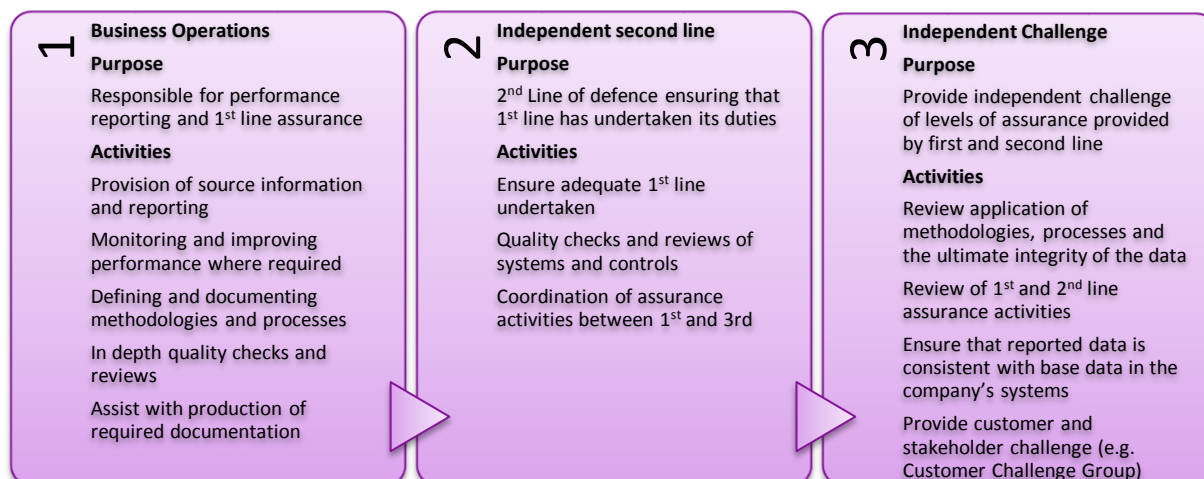 1
Business Operations
Purpose
Responsible for performance
reporting and 1st line assurance
Activities
Provision of source information
and reporting
Monitoring and improving
performance where required
Defining and documenting
methodologies and processes
In depth quality checks and
reviews
Assist with production of
required documentation
2
Independent second line
Purpose
2nd Line of defence ensuring that
1st line has undertaken its duties
Activities
Ensure adequate 1st line
undertaken
Quality checks and reviews of
systems and controls
Coordination of assurance
activities between 1st and 3rd
3
Independent Challenge
Purpose
Provide independent challenge
of levels of assurance provided
by first and second line
Activities
Review application of
methodologies, processes and
the ultimate integrity of the data
Review of 1st and 2nd line
assurance activities
Ensure that reported data is
consistent with base data in the
company's systems
Provide customer and
stakeholder challenge (e.g.
Customer Challenge Group)